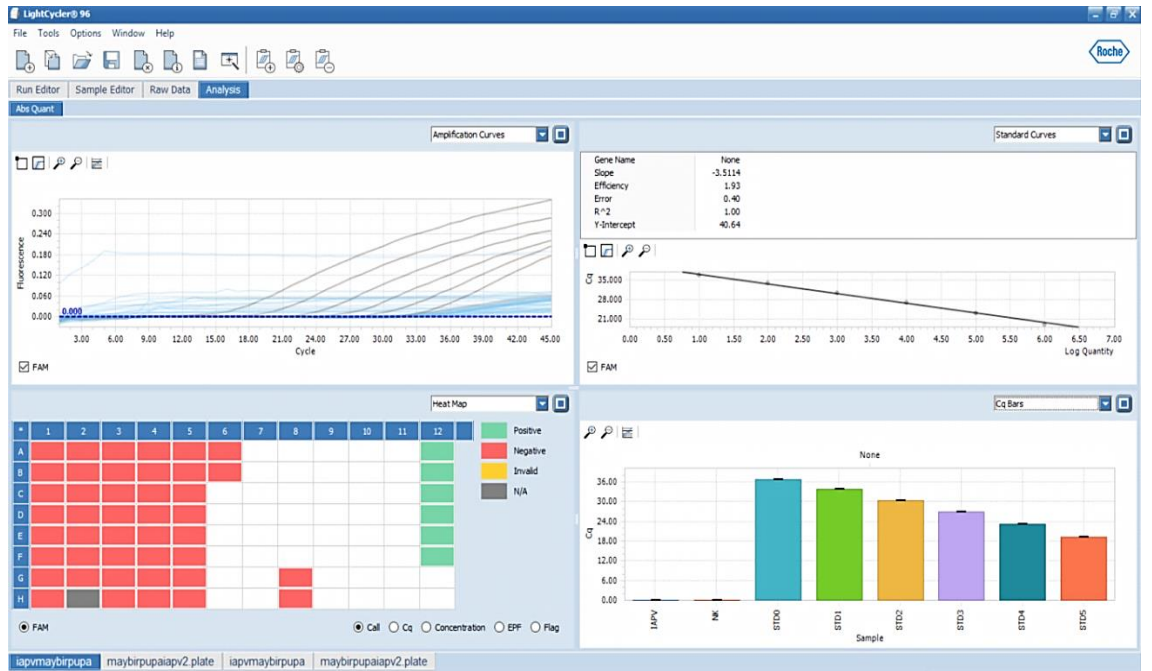 LightCycler® 96
File Tools Options Window Help
Roche
Run Editor Sample Editor Raw Data Analysis
Abs Quant
Amplification Curves
Fluorescence
0.300
0.240
0.180
0.120
0.060
0.000
0.000
3.00 6.00 9.00 12.00 15.00 18.00 21.00 24.00 27.00 30.00 33.00 36.00 39.00 42.00 45.00
Cycle
FAM
Standard Curves
Gene Name None
Slope -3.5114
Efficiency 1.93
Error 0.40
R^2 1.00
Y-Intercept 40.64
Cq
35.000
28.000
21.000
0.00 0.50 1.00 1.50 2.00 2.50 3.00 3.50 4.00 4.50 5.00 5.50 6.00 6.50 7.00
Log Quantity
FAM
Heat Map
* 1 2 3 4 5 6 7 8 9 10 11 12
A
B
C
D
E
F
G
H
Positive
Negative
Invalid
N/A
FAM
Call Cq Concentration EPF Flag
Cq Bars
None
Cq
36.00
30.00
24.00
18.00
12.00
6.00
0.00
IAPV NK STD0 STD1 STD2 STD3 STD4 STD5
Sample
iapvmaybirpupa maybirpupaiapv2.plate iapvmaybirpupa maybirpupaiapv2.plate